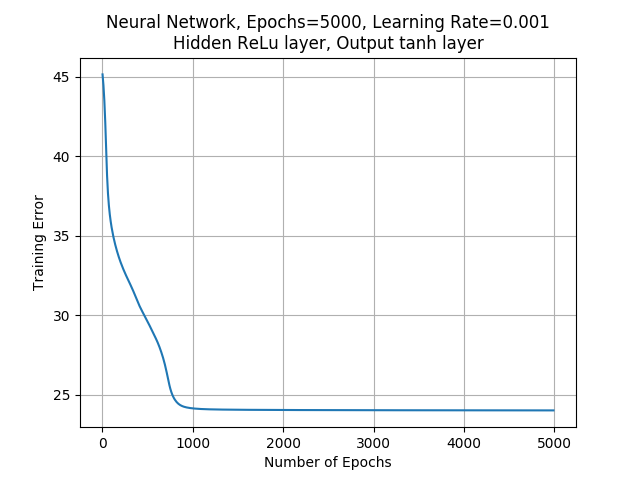 Neural Network, Epochs=5000, Learning Rate=0.001
Hidden ReLu layer, Output tanh layer
45
40
35
30
25
Training Error
0 1000 2000 3000 4000 5000
Number of Epochs